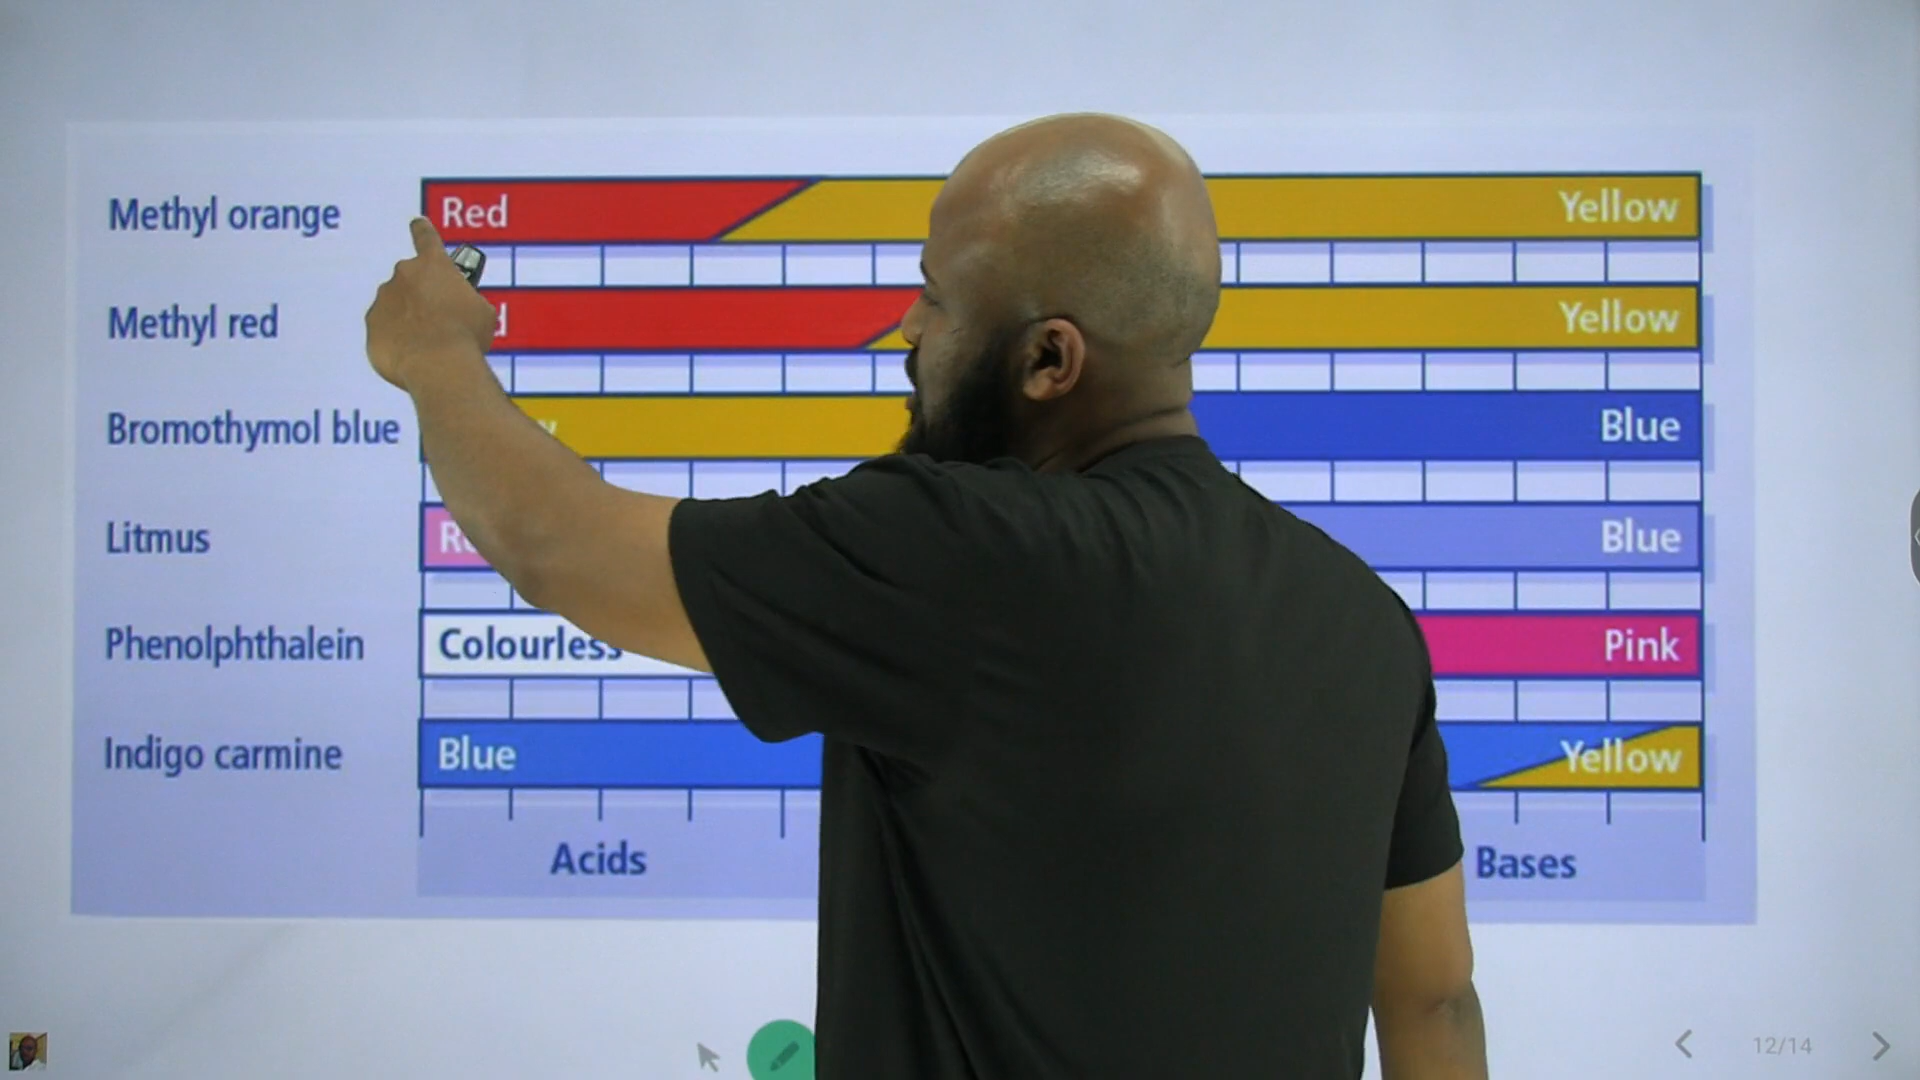 Methyl orange Red Yellow
Methyl red Yellow
Bromothymol blue Blue
Litmus Blue
Phenolphthalein Colourless Pink
Indigo carmine Blue Yellow
Acids Bases
12/14